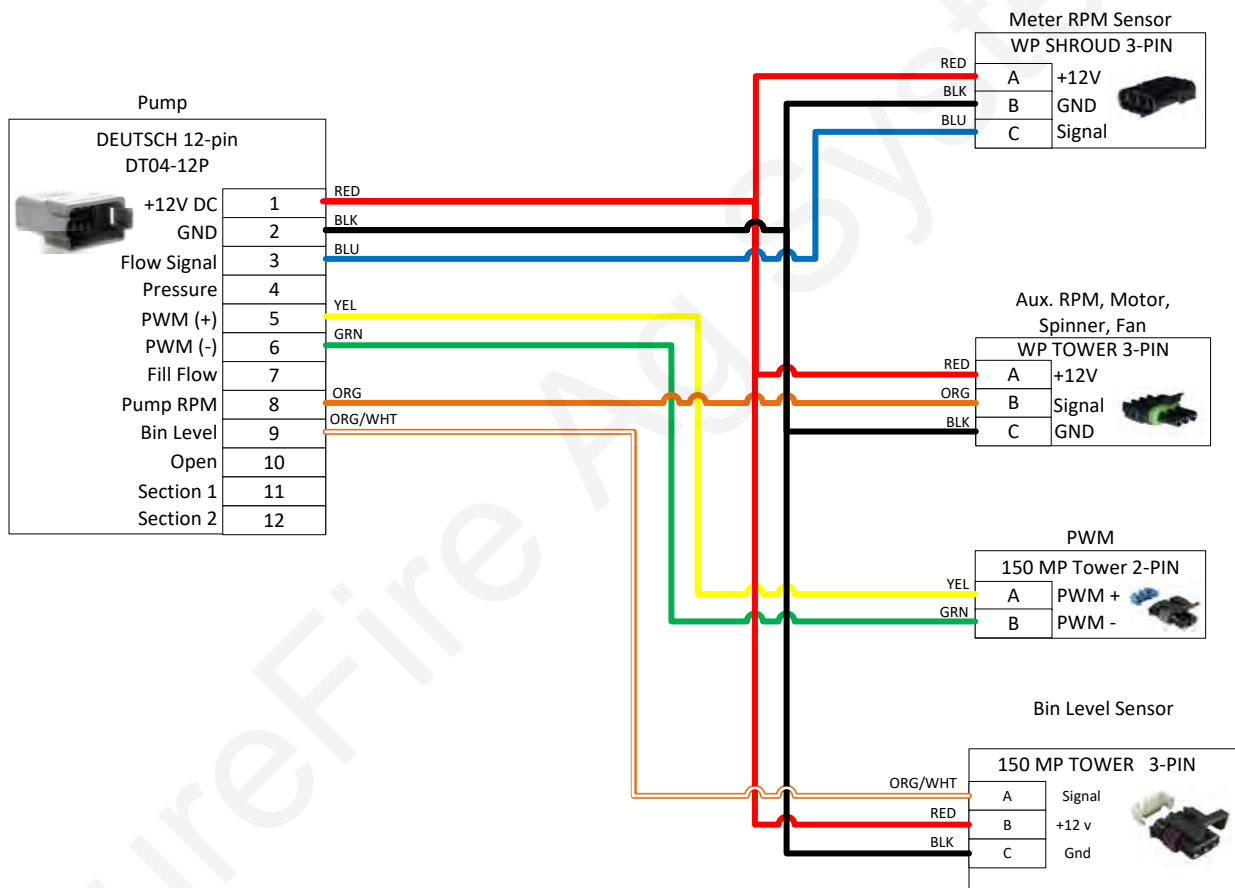 Pump
DEUTSCH 12-pin
DT04-12P
+12V DC 1 RED
GND 2 BLK
Flow Signal 3 BLU
Pressure 4
PWM (+) 5 YEL
PWM (-) 6 GRN
Fill Flow 7
Pump RPM 8 ORG
Bin Level 9 ORG/WHT
Open 10
Section 1 11
Section 2 12
Meter RPM Sensor
WP SHROUD 3-PIN
RED A +12V
BLK B GND
BLU C Signal
Aux. RPM, Motor,
Spinner, Fan
WP TOWER 3-PIN
RED A +12V
ORG B Signal
BLK C GND
PWM
150 MP Tower 2-PIN
YEL A PWM +
GRN B PWM -
Bin Level Sensor
150 MP TOWER 3-PIN
ORG/WHT A Signal
RED B +12 v
BLK C Gnd
ureFire Ag Syste